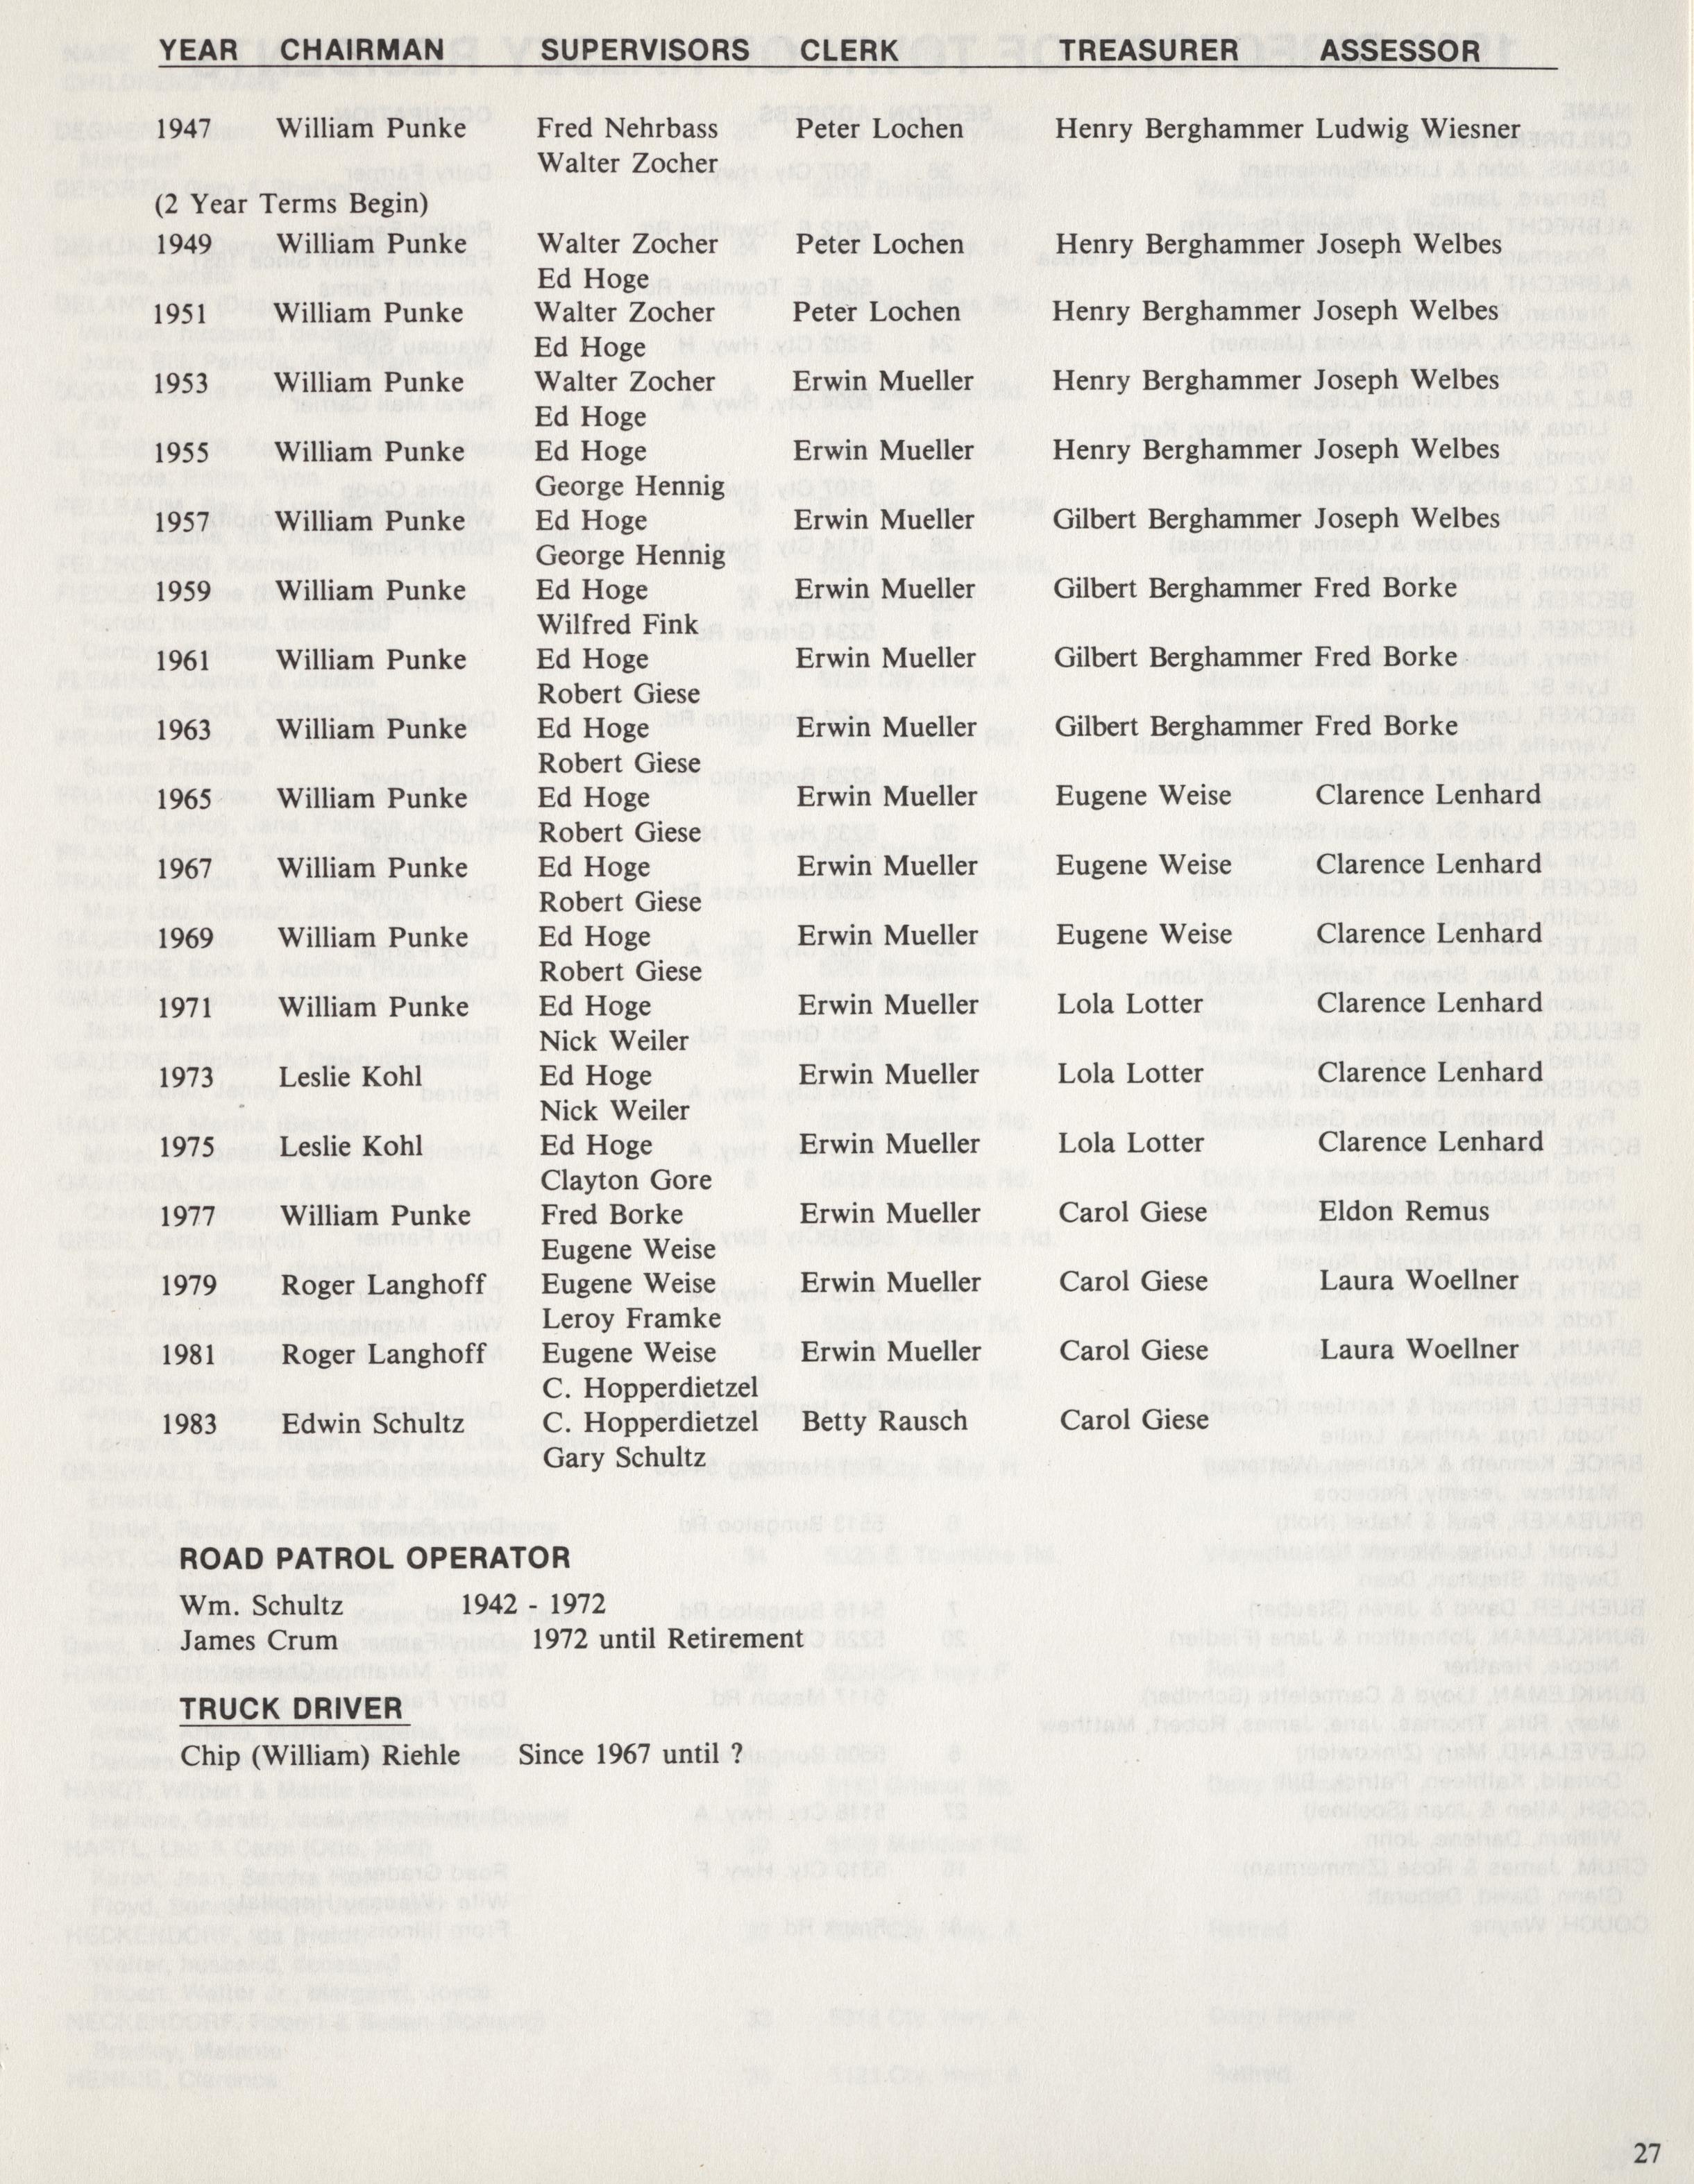 YEAR CHAIRMAN SUPERVISORS CLERK TREASURER ASSESSOR
1947 William Punke Fred Nehrbass Peter Lochen Henry Berghammer Ludwig Wiesner
Walter Zocher
(2 Year Terms Begin)
1949 William Punke Walter Zocher Peter Lochen Henry Berghammer Joseph Welbes
Ed Hoge
1951 William Punke Walter Zocher Peter Lochen Henry Berghammer Joseph Welbes
Ed Hoge
1953 William Punke Walter Zocher Erwin Mueller Henry Berghammer Joseph Welbes
Ed Hoge
1955 William Punke Ed Hoge Erwin Mueller Henry Berghammer Joseph Welbes
George Hennig
1957 William Punke Ed Hoge Erwin Mueller Gilbert Berghammer Joseph Welbes
George Hennig
1959 William Punke Ed Hoge Erwin Mueller Gilbert Berghammer Fred Borke
Wilfred Fink
1961 William Punke Ed Hoge Erwin Mueller Gilbert Berghammer Fred Borke
Robert Giese
1963 William Punke Ed Hoge Erwin Mueller Gilbert Berghammer Fred Borke
Robert Giese
1965 William Punke Ed Hoge Erwin Mueller Eugene Weise Clarence Lenhard
Robert Giese
1967 William Punke Ed Hoge Erwin Mueller Eugene Weise Clarence Lenhard
Robert Giese
1969 William Punke Ed Hoge Erwin Mueller Eugene Weise Clarence Lenhard
Robert Giese
1971 William Punke Ed Hoge Erwin Mueller Lola Lotter Clarence Lenhard
Nick Weiler
1973 Leslie Kohl Ed Hoge Erwin Mueller Lola Lotter Clarence Lenhard
Nick Weiler
1975 Leslie Kohl Ed Hoge Erwin Mueller Lola Lotter Clarence Lenhard
Clayton Gore
1977 William Punke Fred Borke Erwin Mueller Carol Giese Eldon Remus
Eugene Weise
1979 Roger Langhoff Eugene Weise Erwin Mueller Carol Giese Laura Woellner
Leroy Framke
1981 Roger Langhoff Eugene Weise Erwin Mueller Carol Giese Laura Woellner
C. Hopperdietzel
1983 Edwin Schultz C. Hopperdietzel Betty Rausch Carol Giese
Gary Schultz
ROAD PATROL OPERATOR
Wm. Schultz 1942 - 1972
James Crum 1972 until Retirement
TRUCK DRIVER
Chip (William) Riehle Since 1967 until ?
27